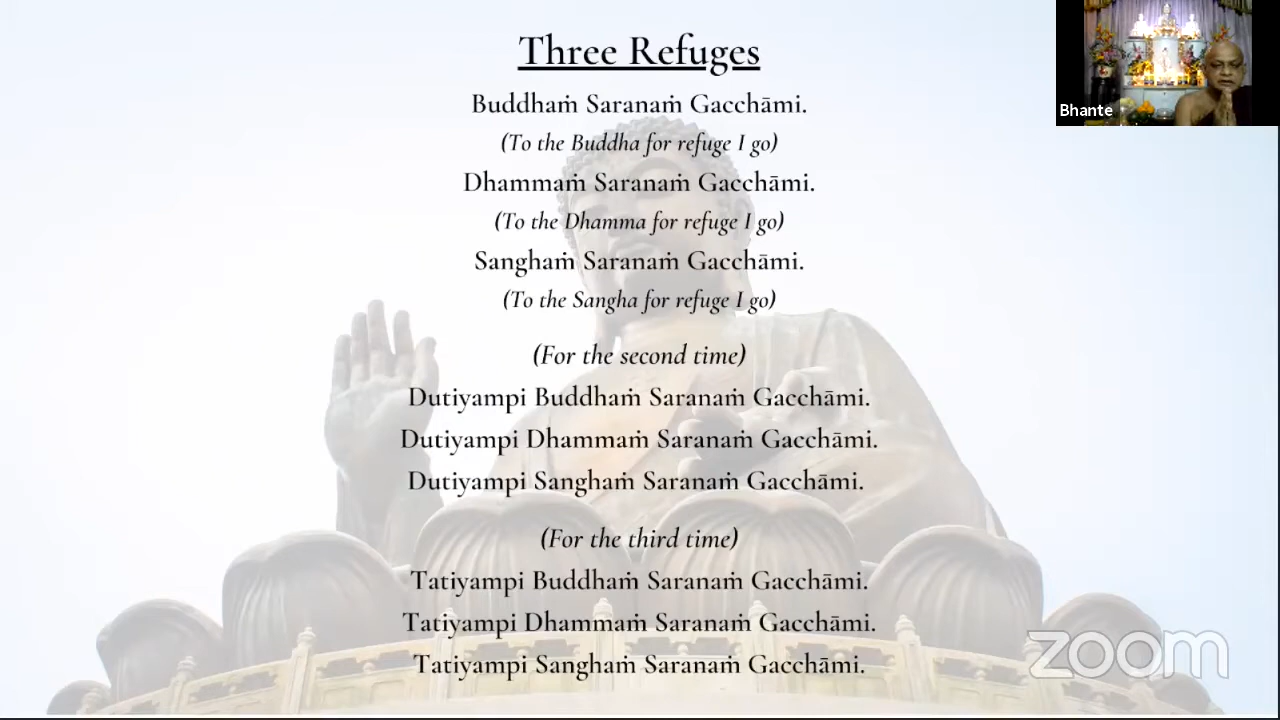 Three Refuges
Buddhaṁ Saranaṁ Gacchāmi.
(To the Buddha for refuge I go)
Dhammaṁ Saranaṁ Gacchāmi.
(To the Dhamma for refuge I go)
Sanghaṁ Saranaṁ Gacchāmi.
(To the Sangha for refuge I go)
(For the second time)
Dutiyampi Buddhaṁ Saranaṁ Gacchāmi.
Dutiyampi Dhammaṁ Saranaṁ Gacchāmi.
Dutiyampi Sanghaṁ Saranaṁ Gacchāmi.
(For the third time)
Tatiyampi Buddhaṁ Saranaṁ Gacchāmi.
Tatiyampi Dhammaṁ Saranaṁ Gacchāmi.
Tatiyampi Sanghaṁ Saranaṁ Gacchāmi.
Bhante
zoom